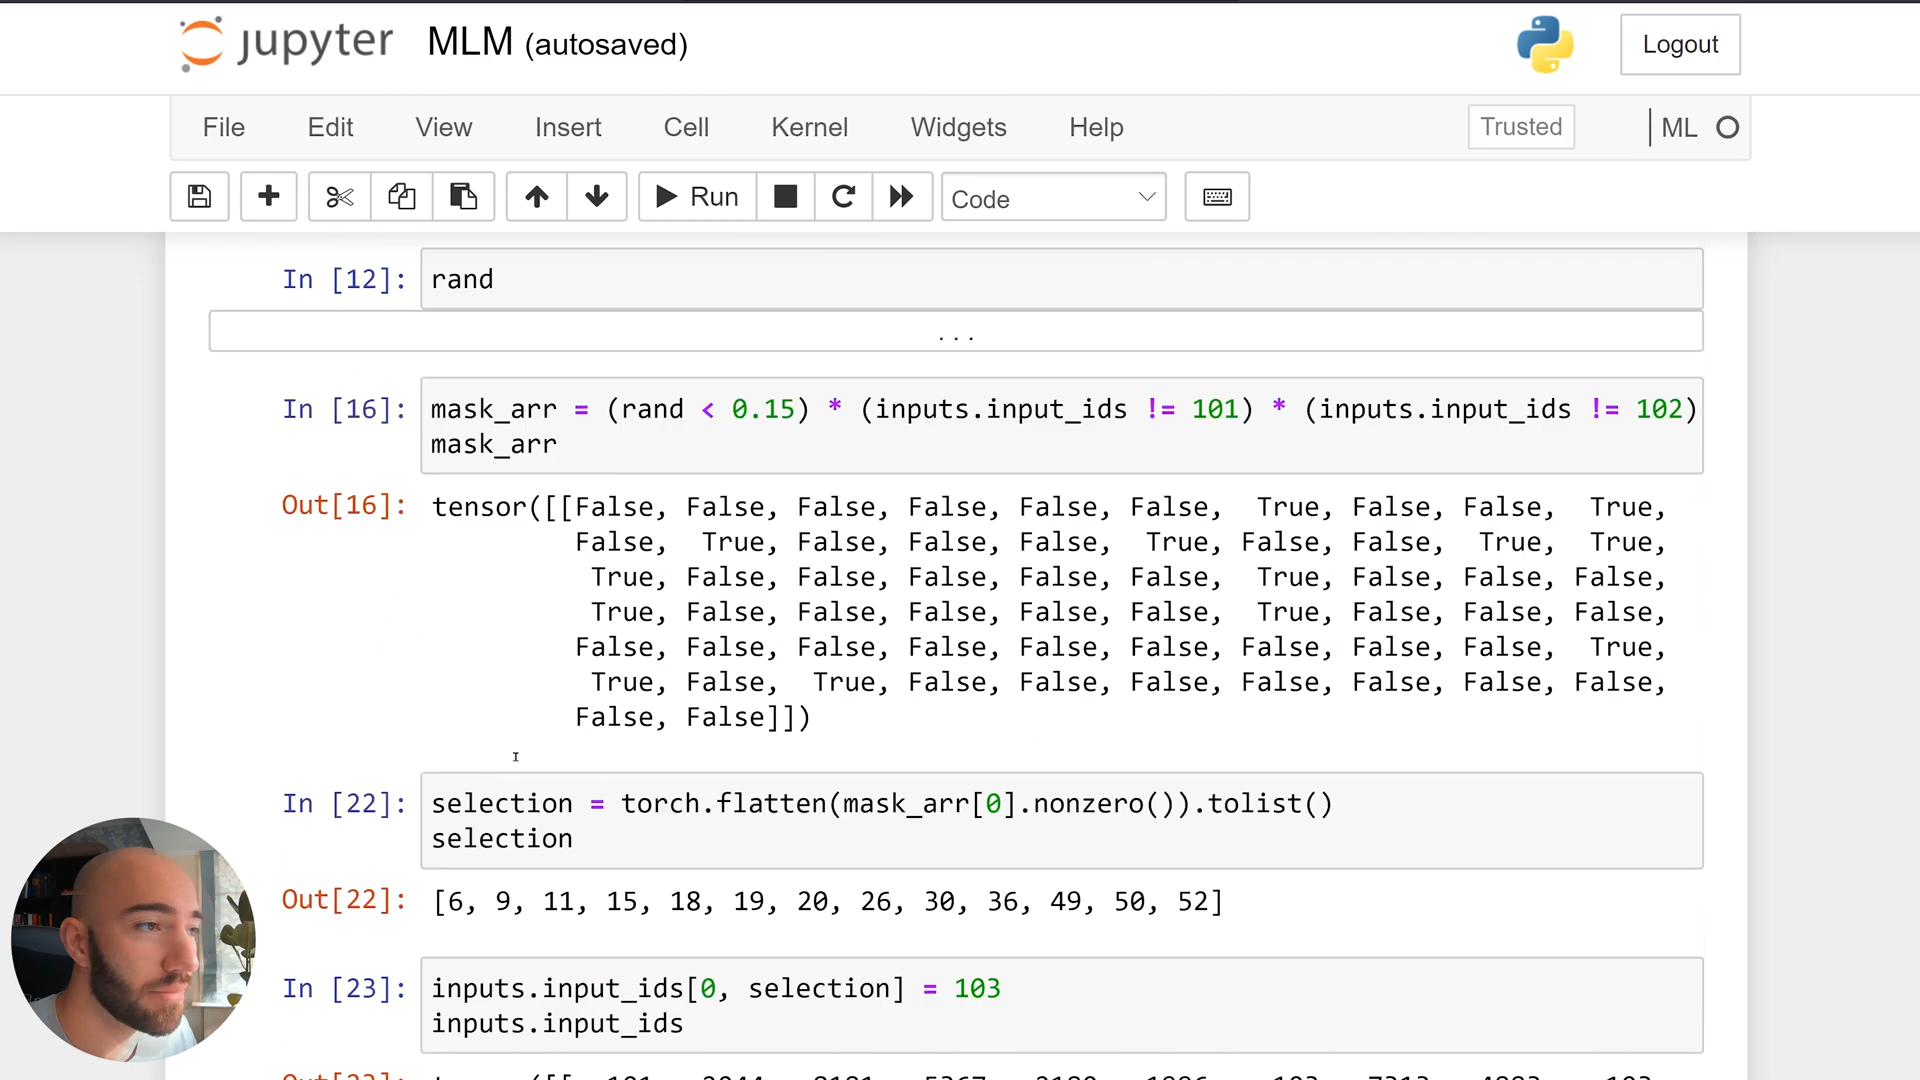 jupyter MLM (autosaved) Logout
File Edit View Insert Cell Kernel Widgets Help Trusted ML
Run Code
In [12]: rand
...
In [16]: mask_arr = (rand < 0.15) * (inputs.input_ids != 101) * (inputs.input_ids != 102)
mask_arr
Out[16]: tensor([[False, False, False, False, False, False, True, False, False, True,
False, True, False, False, False, True, False, False, True, True,
True, False, False, False, False, False, True, False, False, False,
True, False, False, False, False, False, True, False, False, False,
False, False, False, False, False, False, False, False, False, True,
True, False, True, False, False, False, False, False, False, False,
False, False]])
In [22]: selection = torch.flatten(mask_arr[0].nonzero()).tolist()
selection
Out[22]: [6, 9, 11, 15, 18, 19, 20, 26, 30, 36, 49, 50, 52]
In [23]: inputs.input_ids[0, selection] = 103
inputs.input_ids